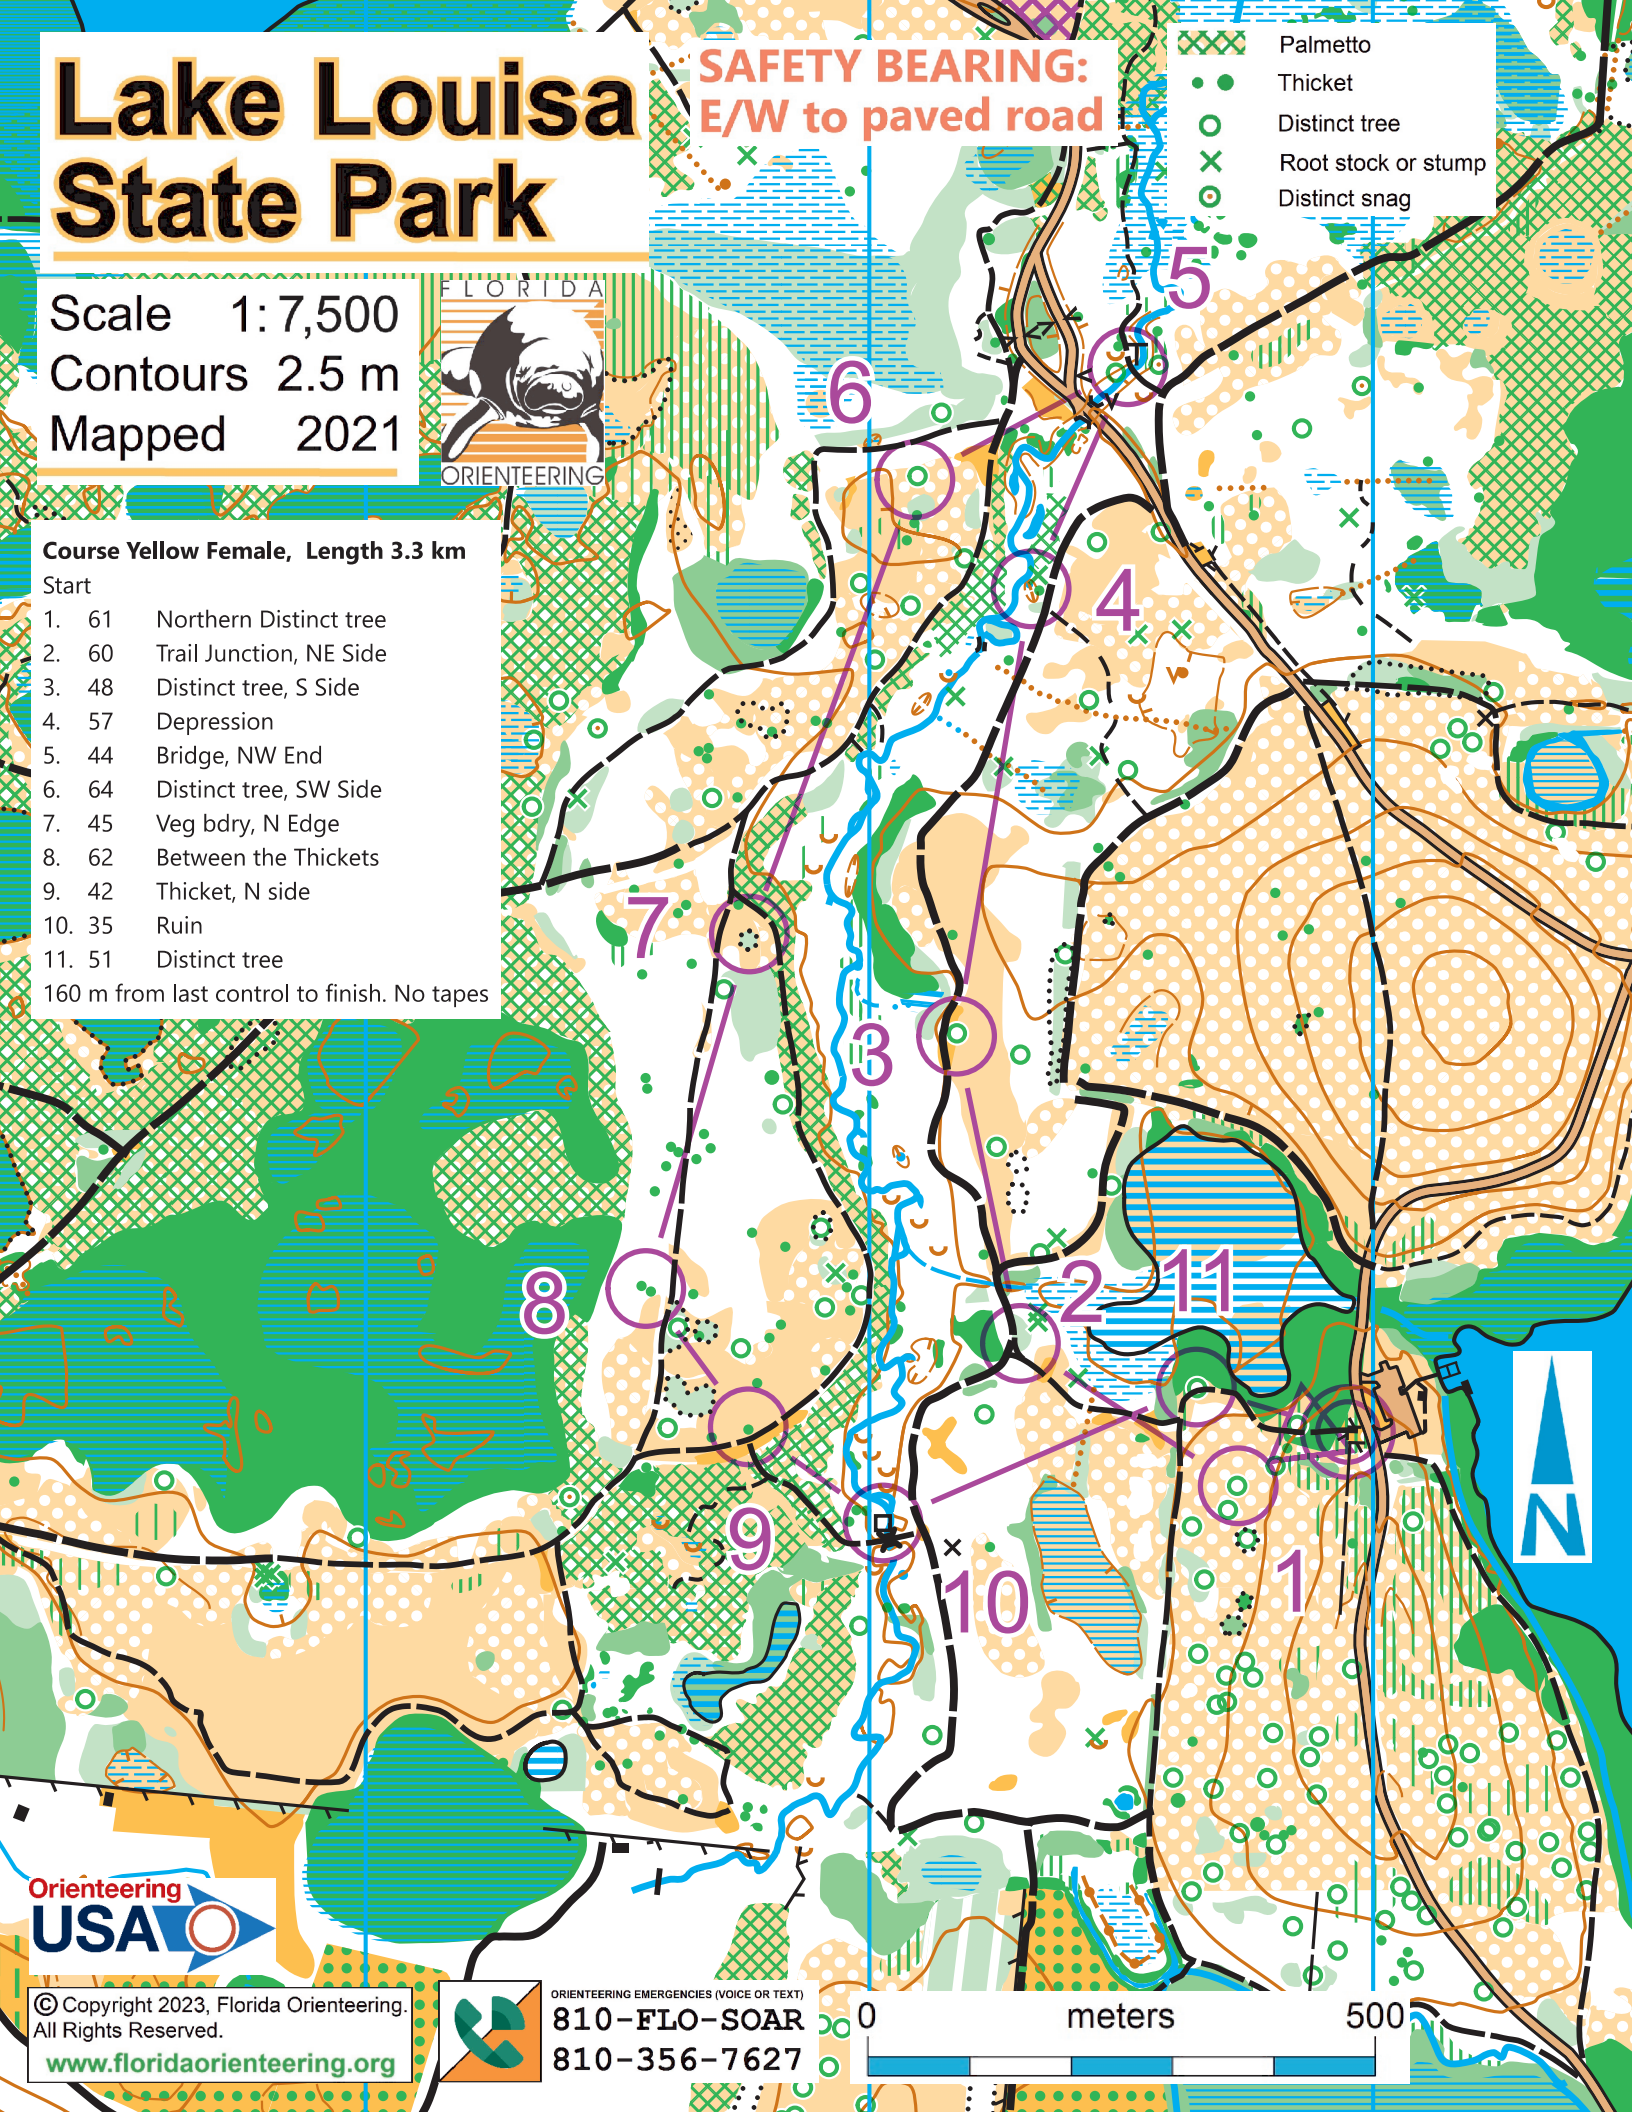 Lake Louisa
State Park
SAFETY BEARING:
E/W to paved road
Palmetto
Thicket
Distinct tree
Root stock or stump
Distinct snag
Scale 1:7,500
Contours 2.5 m
Mapped 2021
FLORIDA
ORIENTEERING
Course Yellow Female, Length 3.3 km
Start
1. 61 Northern Distinct tree
2. 60 Trail Junction, NE Side
3. 48 Distinct tree, S Side
4. 57 Depression
5. 44 Bridge, NW End
6. 64 Distinct tree, SW Side
7. 45 Veg bdry, N Edge
8. 62 Between the Thickets
9. 42 Thicket, N side
10. 35 Ruin
11. 51 Distinct tree
160 m from last control to finish. No tapes
5
6
4
7
3
2
11
8
9
10
1
N
Orienteering
USA
© Copyright 2023, Florida Orienteering.
All Rights Reserved.
www.floridaorienteering.org
ORIENTEERING EMERGENCIES (VOICE OR TEXT)
810-FLO-SOAR
810-356-7627
0 meters 500